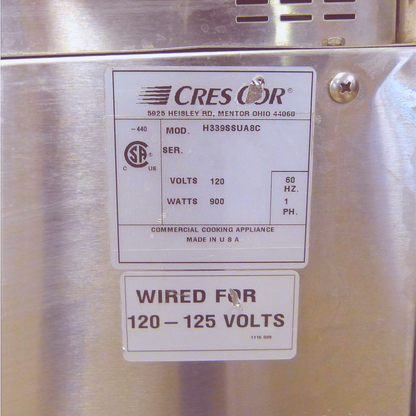 CRES COR®
5925 HEISLEY RD, MENTOR OHIO 44060
-440
MOD. H339SSUA8C
SER.
VOLTS 120
WATTS 900
60 HZ.
1 PH.
C US
COMMERCIAL COOKING APPLIANCE
MADE IN U S A
WIRED FOR
120 – 125 VOLTS